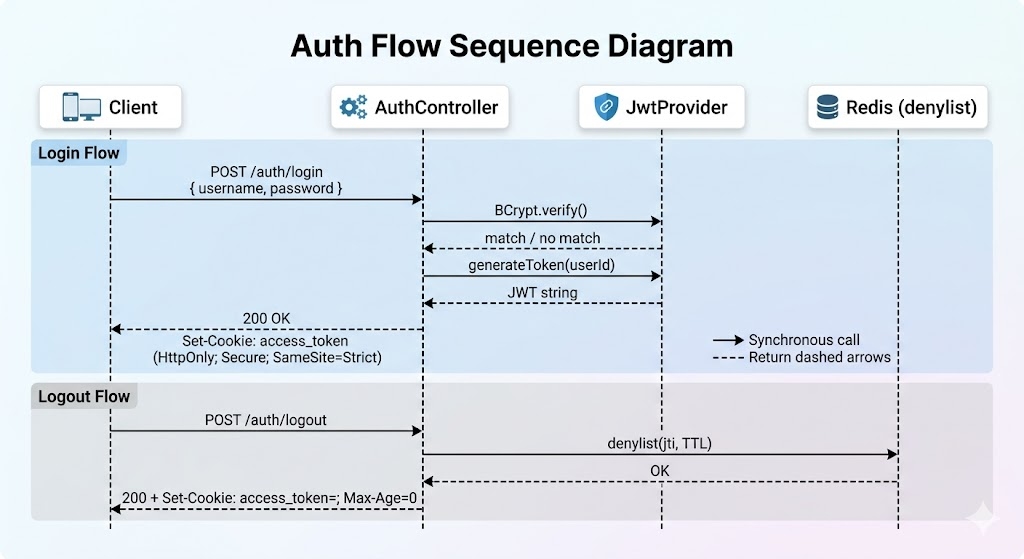 Auth Flow Sequence Diagram
Client
AuthController
JwtProvider
Redis (denylist)
Login Flow
POST /auth/login
{ username, password }
BCrypt.verify()
match / no match
generateToken(userId)
JWT string
200 OK
Set-Cookie: access_token
(HttpOnly; Secure; SameSite=Strict)
Synchronous call
Return dashed arrows
Logout Flow
POST /auth/logout
denylist(jti, TTL)
OK
200 + Set-Cookie: access_token=; Max-Age=0